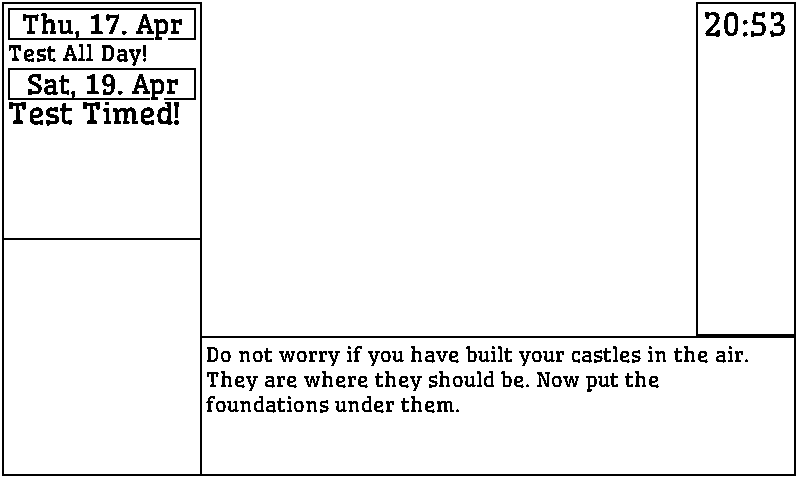 Thu, 17. Apr
Test All Day!
Sat, 19. Apr
Test Timed!
20:53
Do not worry if you have built your castles in the air.
They are where they should be. Now put the
foundations under them.